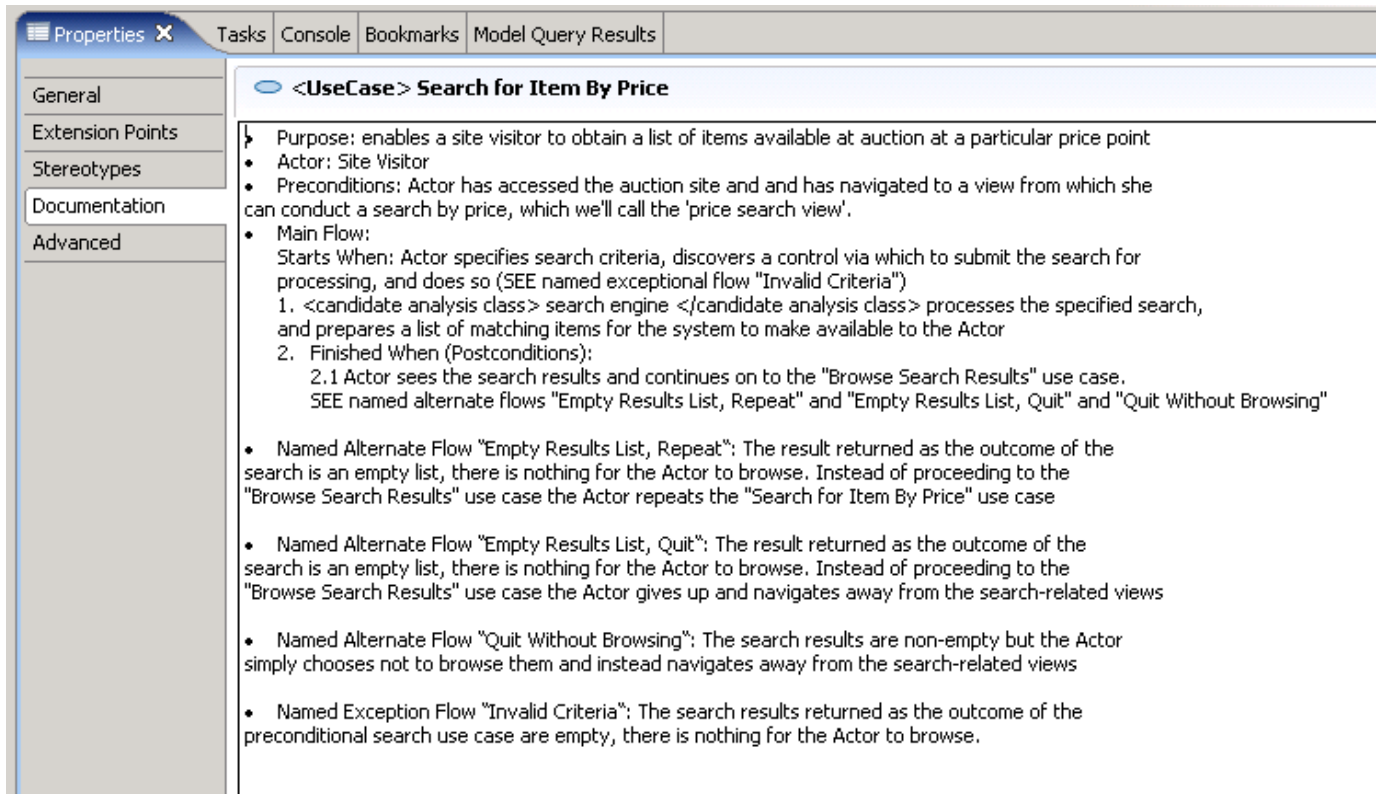 Properties Tasks Console Bookmarks Model Query Results
General
Extension Points
Stereotypes
Documentation
Advanced
<UseCase> Search for Item By Price
• Purpose: enables a site visitor to obtain a list of items available at auction at a particular price point
• Actor: Site Visitor
• Preconditions: Actor has accessed the auction site and and has navigated to a view from which she
can conduct a search by price, which we'll call the 'price search view'.
• Main Flow:
Starts When: Actor specifies search criteria, discovers a control via which to submit the search for
processing, and does so (SEE named exceptional flow "Invalid Criteria")
1. <candidate analysis class> search engine </candidate analysis class> processes the specified search,
and prepares a list of matching items for the system to make available to the Actor
2. Finished When (Postconditions):
2.1 Actor sees the search results and continues on to the "Browse Search Results" use case.
SEE named alternate flows "Empty Results List, Repeat" and "Empty Results List, Quit" and "Quit Without Browsing"
• Named Alternate Flow “Empty Results List, Repeat“: The result returned as the outcome of the
search is an empty list, there is nothing for the Actor to browse. Instead of proceeding to the
"Browse Search Results" use case the Actor repeats the "Search for Item By Price" use case
• Named Alternate Flow “Empty Results List, Quit“: The result returned as the outcome of the
search is an empty list, there is nothing for the Actor to browse. Instead of proceeding to the
"Browse Search Results" use case the Actor gives up and navigates away from the search-related views
• Named Alternate Flow “Quit Without Browsing“: The search results are non-empty but the Actor
simply chooses not to browse them and instead navigates away from the search-related views
• Named Exception Flow “Invalid Criteria“: The search results returned as the outcome of the
preconditional search use case are empty, there is nothing for the Actor to browse.